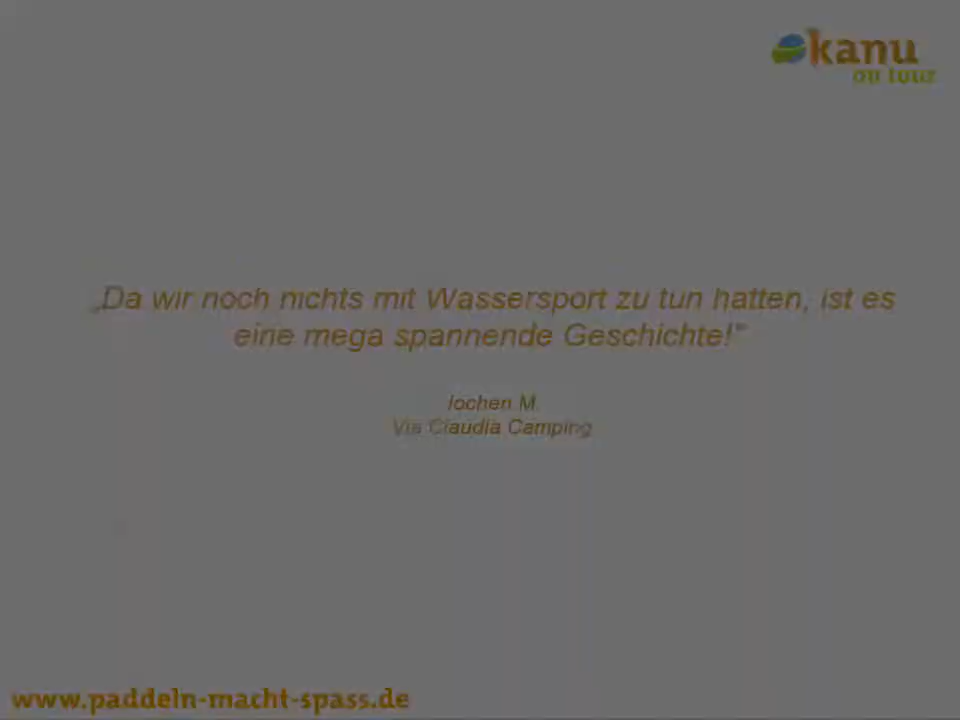 kanu
on tour
„Da wir noch nichts mit Wassersport zu tun hatten, ist es
eine mega spannende Geschichte!“
Jochen M.
Via Claudia Camping
www.paddeln-macht-spass.de